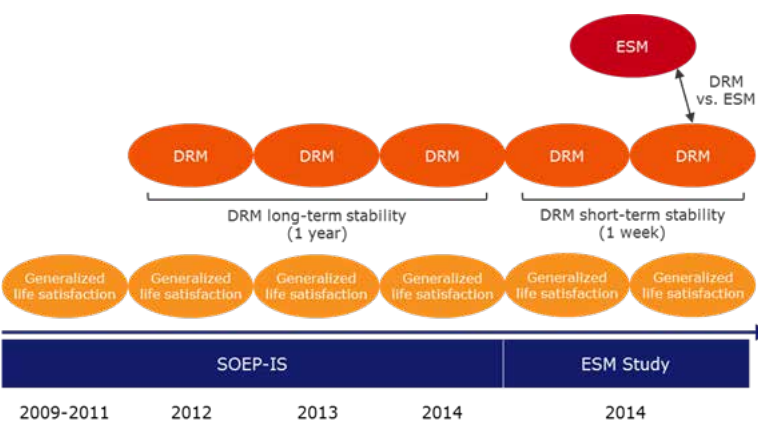 ESM
DRM
vs. ESM
DRM
DRM
DRM
DRM
DRM
DRM long-term stability
(1 year)
DRM short-term stability
(1 week)
Generalized
life satisfaction
Generalized
life satisfaction
Generalized
life satisfaction
Generalized
life satisfaction
Generalized
life satisfaction
Generalized
life satisfaction
SOEP-IS
ESM Study
2009-2011
2012
2013
2014
2014